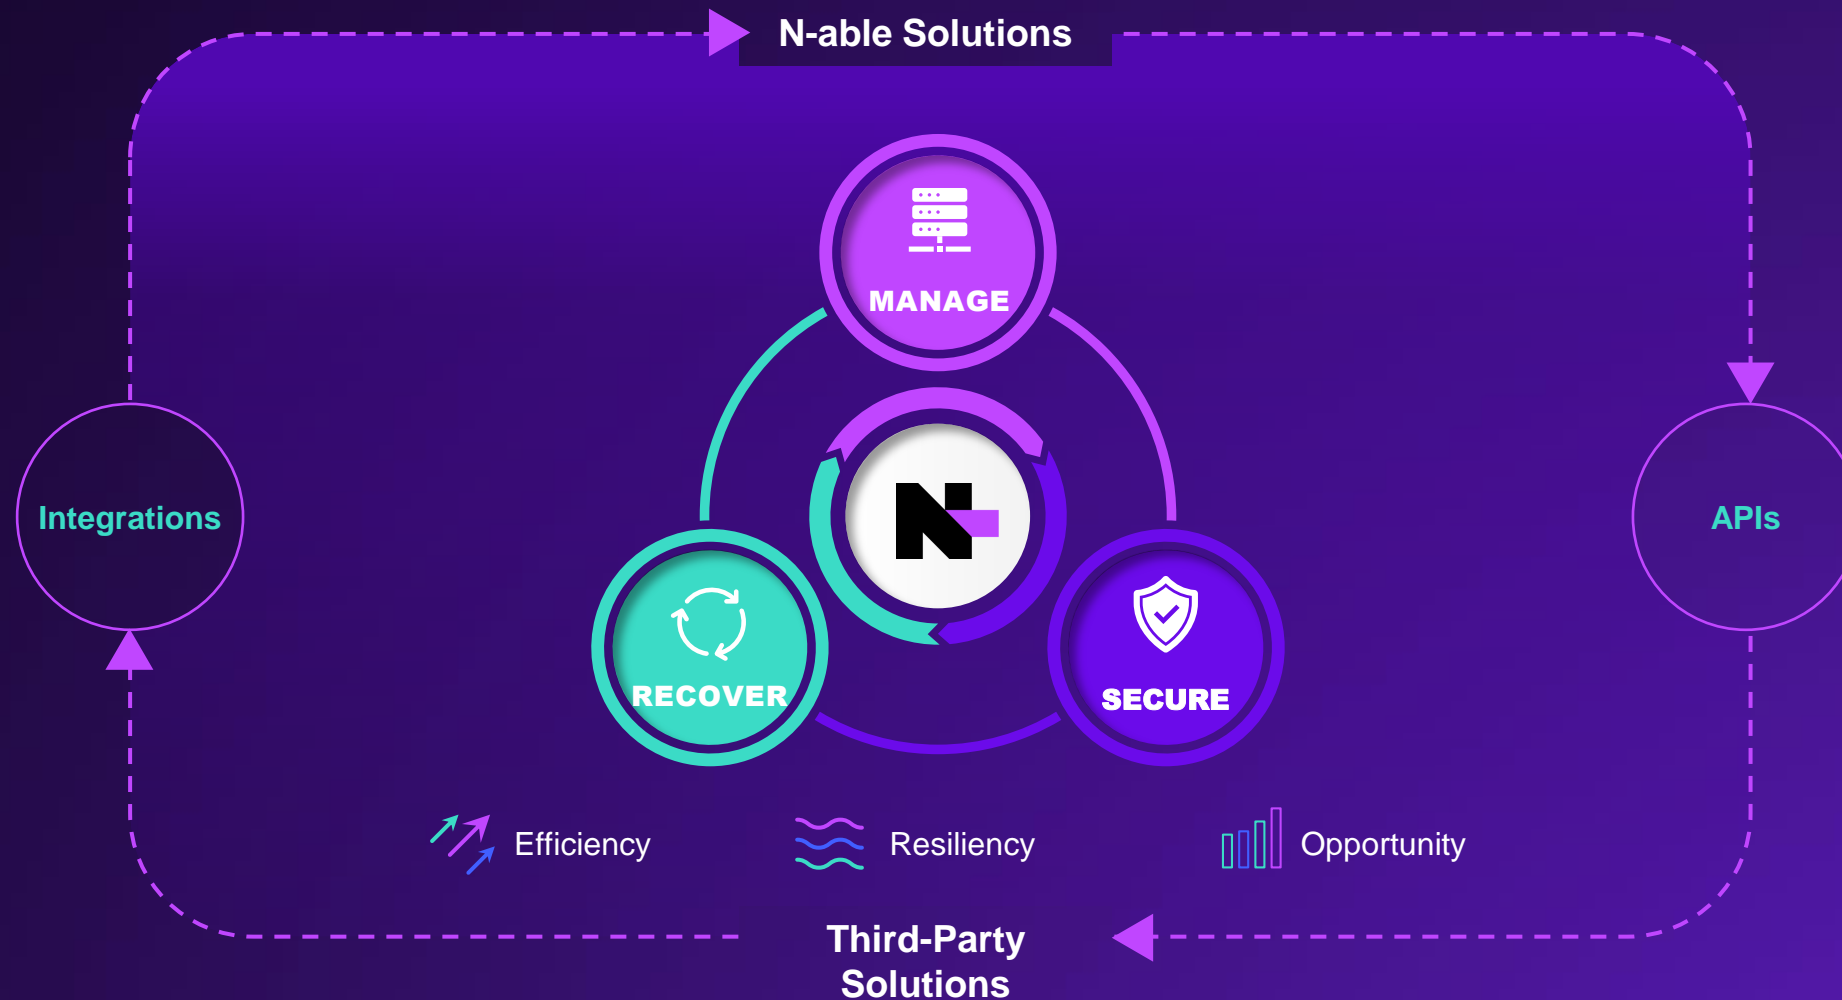 N-able Solutions
MANAGE
Integrations
APIs
RECOVER
SECURE
Efficiency
Resiliency
Opportunity
Third-Party
Solutions